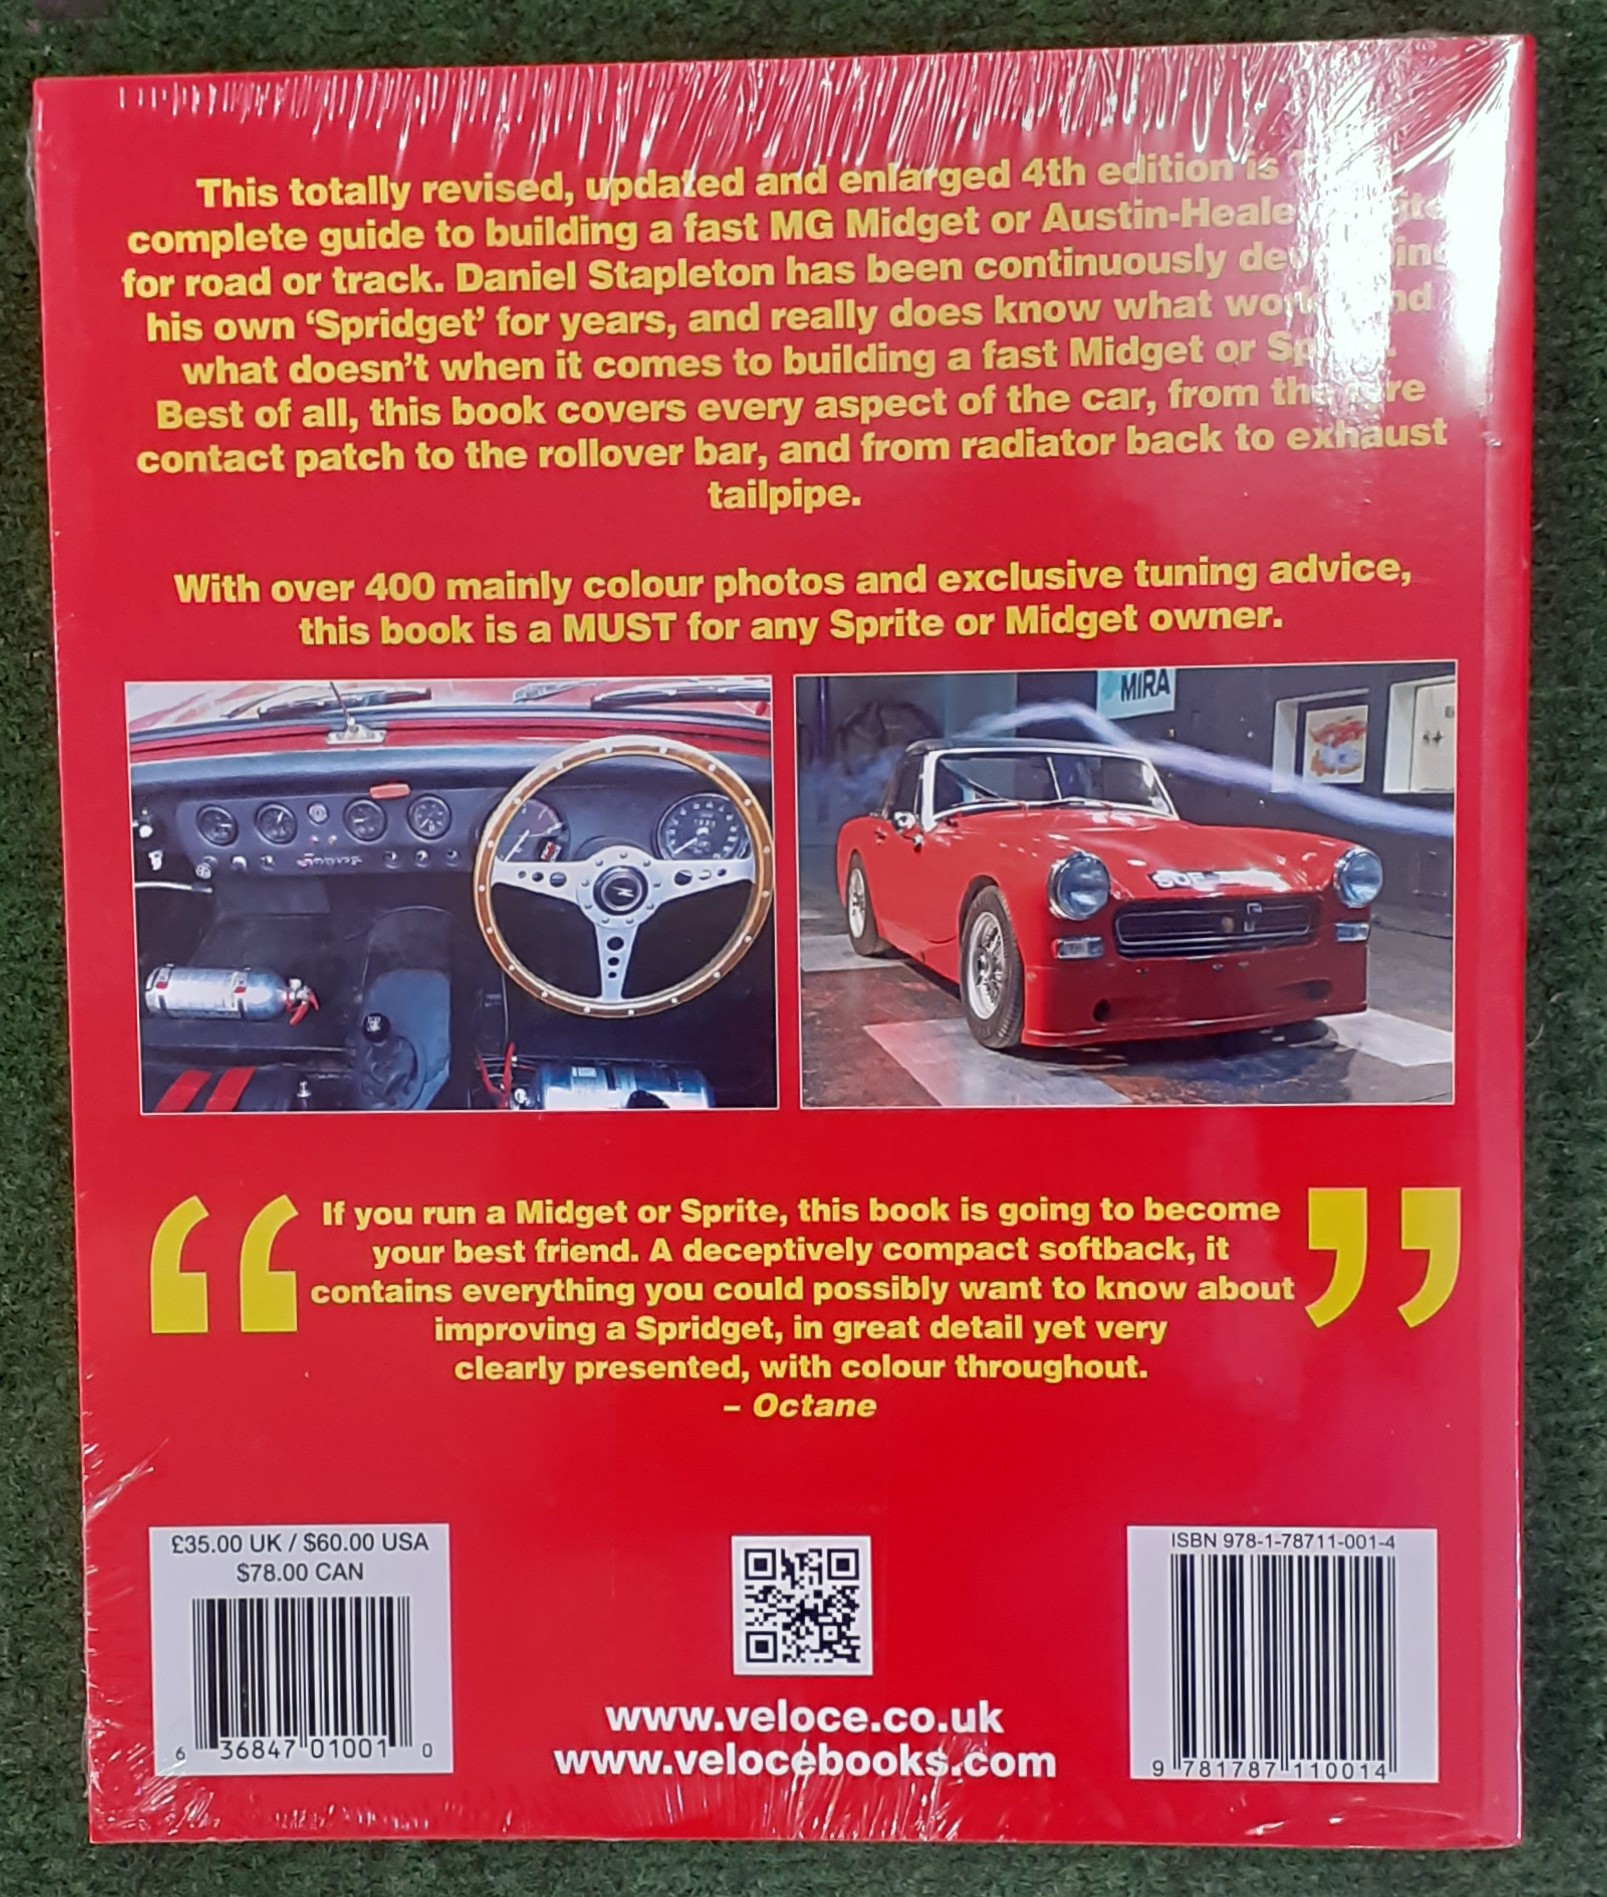 This totally revised, updated and enlarged 4th edition is
complete guide to building a fast MG Midget or Austin-Healey
for road or track. Daniel Stapleton has been continuously
his own ‘Spridget’ for years, and really does know what
what doesn’t when it comes to building a fast Midget or
Best of all, this book covers every aspect of the car, from the
contact patch to the rollover bar, and from radiator back to exhaust
tailpipe.
With over 400 mainly colour photos and exclusive tuning advice,
this book is a MUST for any Sprite or Midget owner.
MIRA
If you run a Midget or Sprite, this book is going to become
your best friend. A deceptively compact softback, it
contains everything you could possibly want to know about
improving a Spridget, in great detail yet very
clearly presented, with colour throughout.
– Octane
£35.00 UK / $60.00 USA
$78.00 CAN
6 36847 01001 0
www.veloce.co.uk
www.velocebooks.com
ISBN 978-1-78711-001-4
9 781787 110014